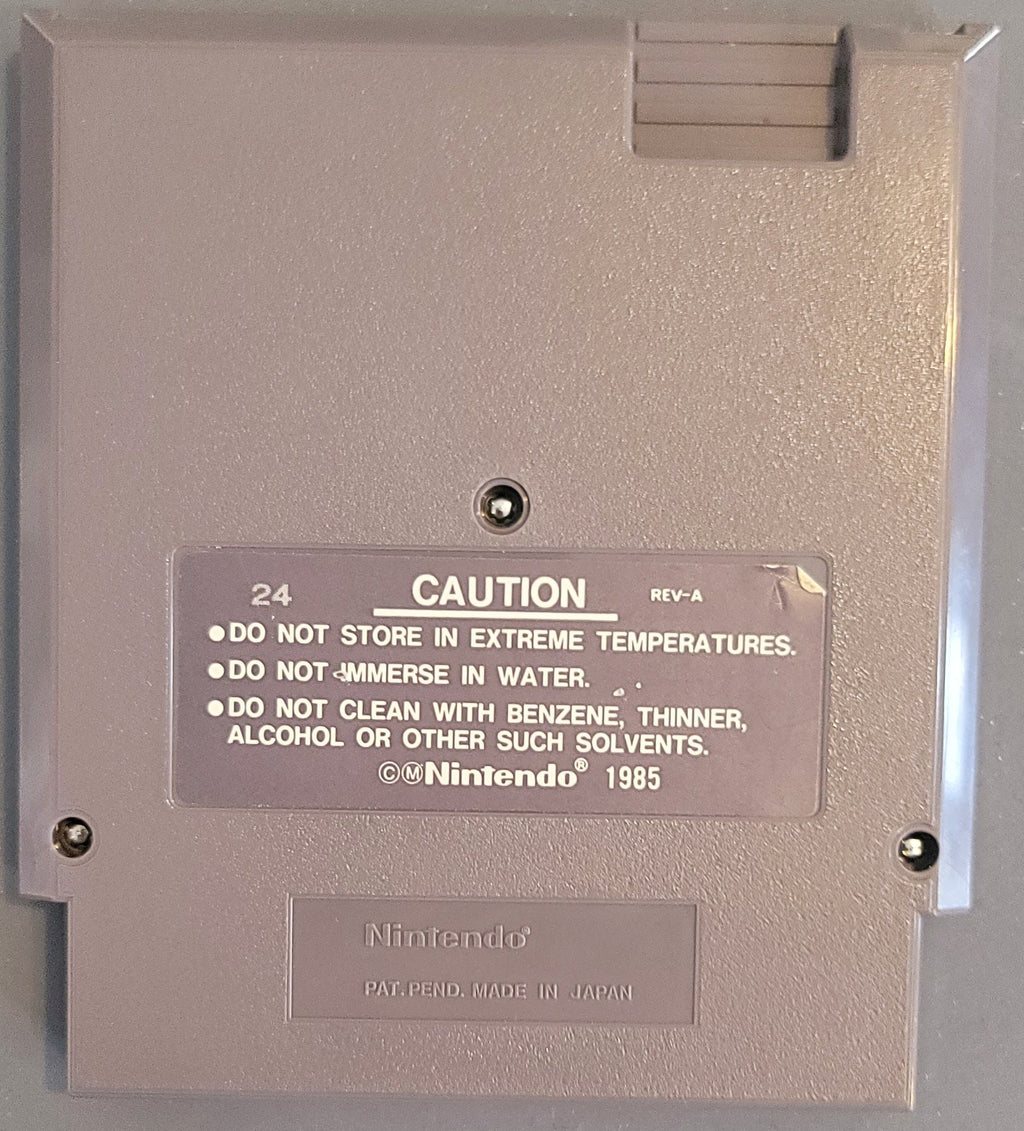 24 CAUTION REV-A
●DO NOT STORE IN EXTREME TEMPERATURES.
●DO NOT IMMERSE IN WATER.
●DO NOT CLEAN WITH BENZENE, THINNER,
ALCOHOL OR OTHER SUCH SOLVENTS.
©ⓂNintendo® 1985
Nintendo®
PAT. PEND. MADE IN JAPAN